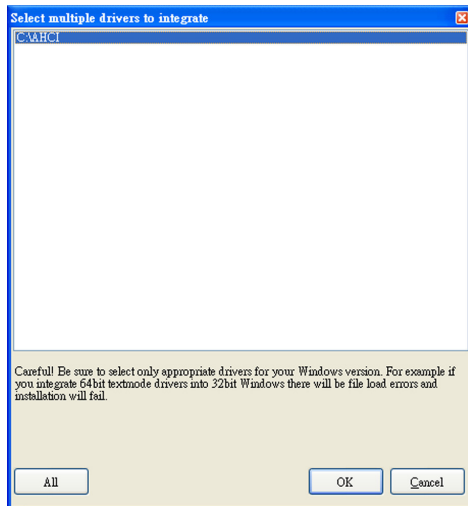 Select multiple drivers to integrate
C:\AHCI
Careful! Be sure to select only appropriate drivers for your Windows version. For example if
you integrate 64bit textmode drivers into 32bit Windows there will be file load errors and
installation will fail.
All
OK
Cancel